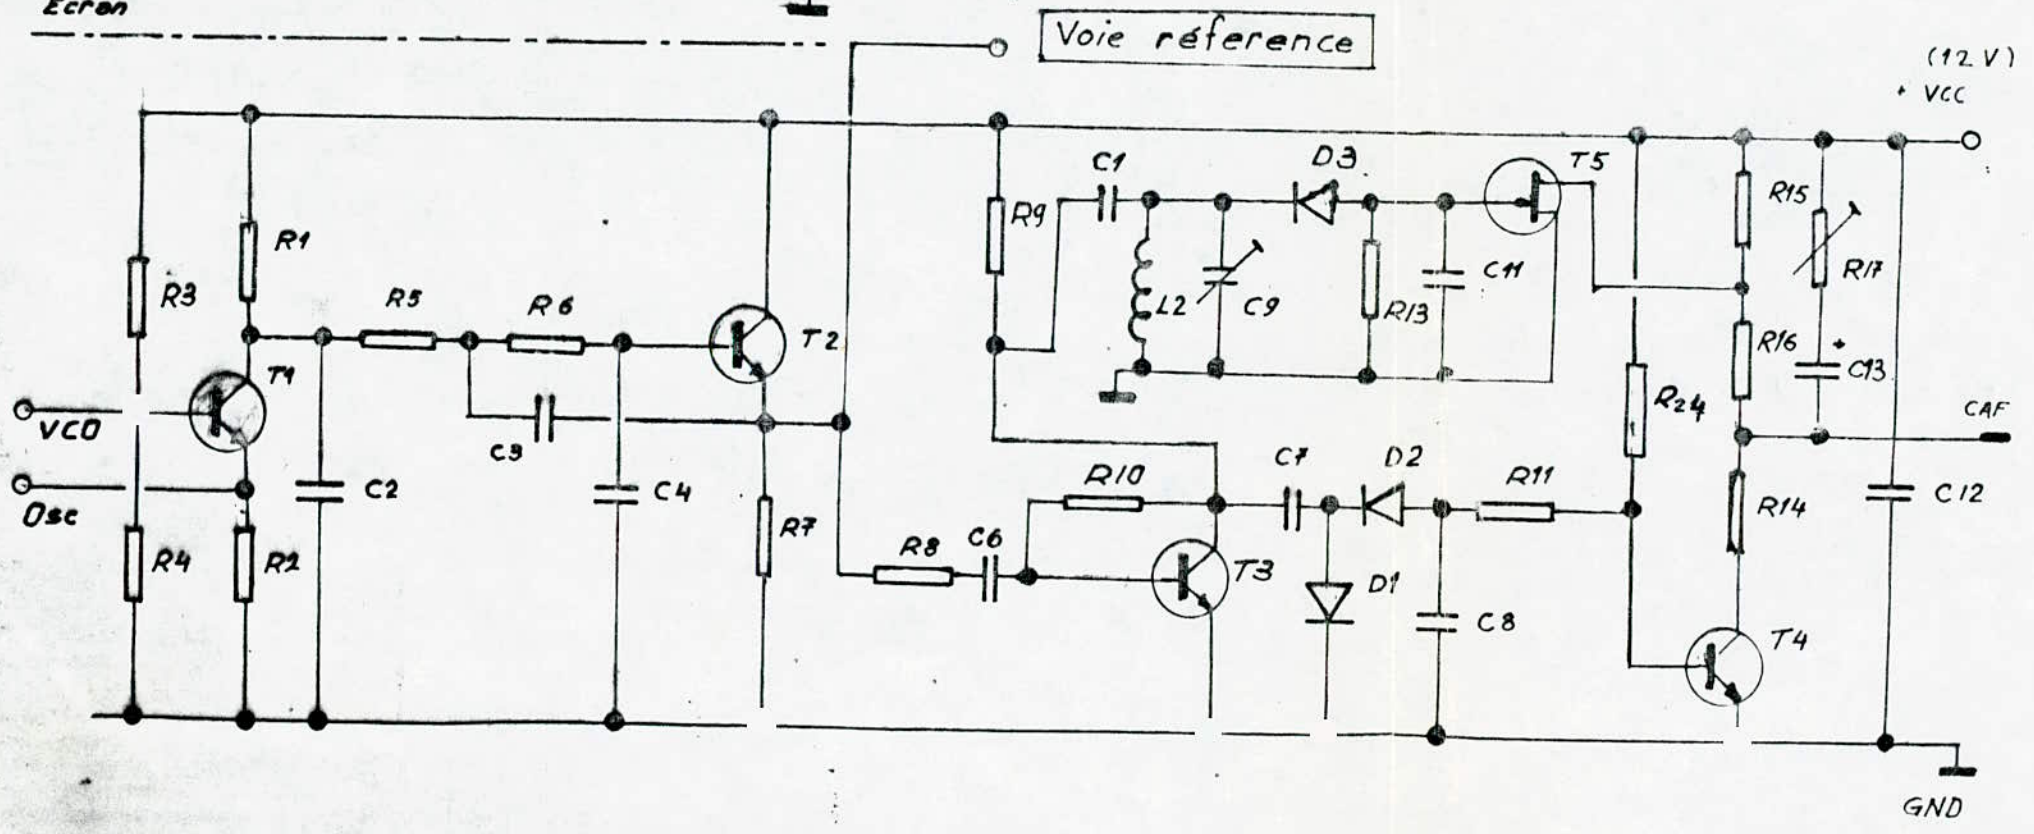 Ecran
Voie réference
(12 V)
+ VCC
C1
D3
T5
R15
R9
R1
R3
R5
R6
T2
L2
C9
R13
C11
R17
R16
+
C13
T1
VCO
R24
CAF
C3
C2
C4
R7
R10
C7
D2
R11
R14
C12
Osc
R4
R2
R8
C6
T3
D1
C8
T4
GND